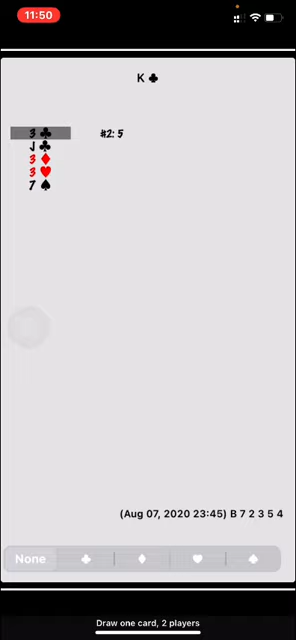 11:50
K ♣
3 ♣ #2: 5
J ♣
3 ♦
3 ♥
7 ♠
(Aug 07, 2020 23:45) B 7 2 3 5 4
None ♣ ♦ ♥ ♠
Draw one card, 2 players